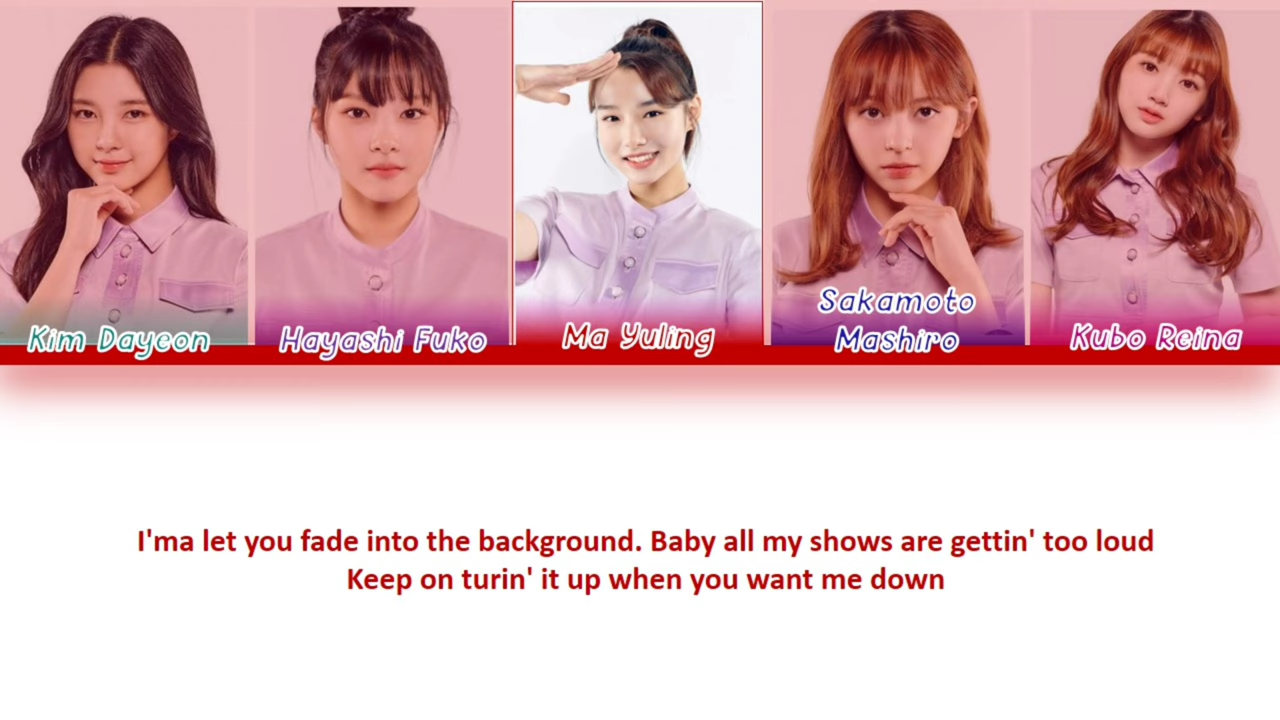 Kim Dayeon
Hayashi Fuko
Ma Yuling
Sakamoto
Mashiro
Kubo Reina
I'ma let you fade into the background. Baby all my shows are gettin' too loud
Keep on turin' it up when you want me down